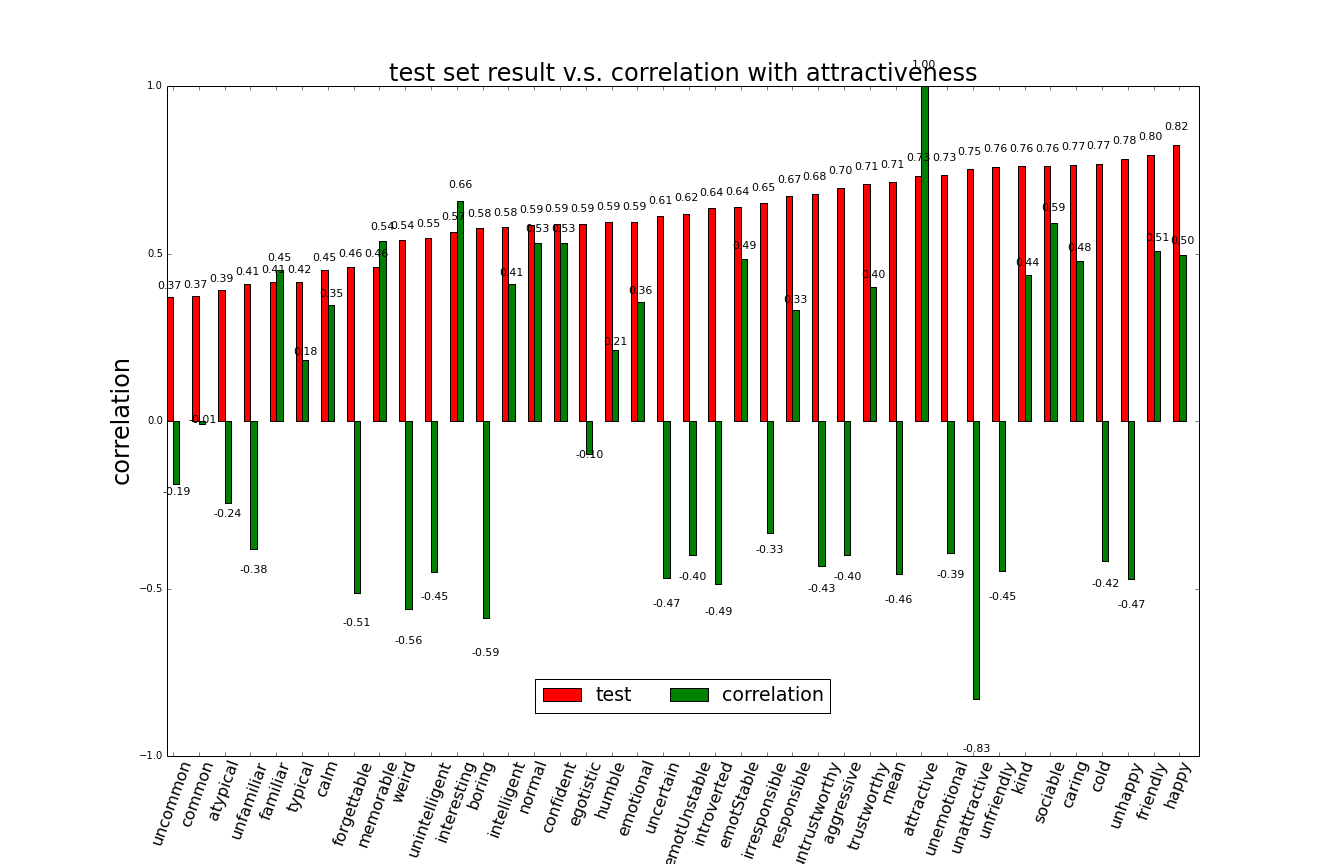 test set result v.s. correlation with attractiveness
1.00
1.0
0.5
0.0
−0.5
−1.0
correlation
0.37 0.37 0.39 0.41 0.41 0.42 0.45 0.46 0.46 0.54 0.55 0.57 0.58 0.58 0.59 0.59 0.59 0.59 0.59 0.61 0.62 0.64 0.64 0.65 0.67 0.68 0.70 0.71 0.71 0.73 0.73 0.75 0.76 0.76 0.76 0.77 0.77 0.78 0.80 0.82
-0.19 -0.01 -0.24 -0.38 0.45 0.18 0.35 -0.51 0.54 -0.56 -0.45 0.66 -0.59 0.41 0.53 0.53 -0.10 0.21 0.36 -0.47 -0.40 -0.49 0.49 -0.33 0.33 -0.43 -0.40 0.40 -0.46 -0.39 -0.83 -0.45 0.44 0.59 0.48 -0.42 -0.47 0.51 0.50
test
correlation
uncommon
common
atypical
unfamiliar
familiar
typical
calm
forgettable
memorable
weird
unintelligent
interesting
boring
intelligent
normal
confident
egotistic
humble
emotional
uncertain
emotUnstable
introverted
emotStable
irresponsible
responsible
untrustworthy
aggressive
trustworthy
mean
attractive
unemotional
unattractive
unfriendly
kind
sociable
caring
cold
unhappy
friendly
happy